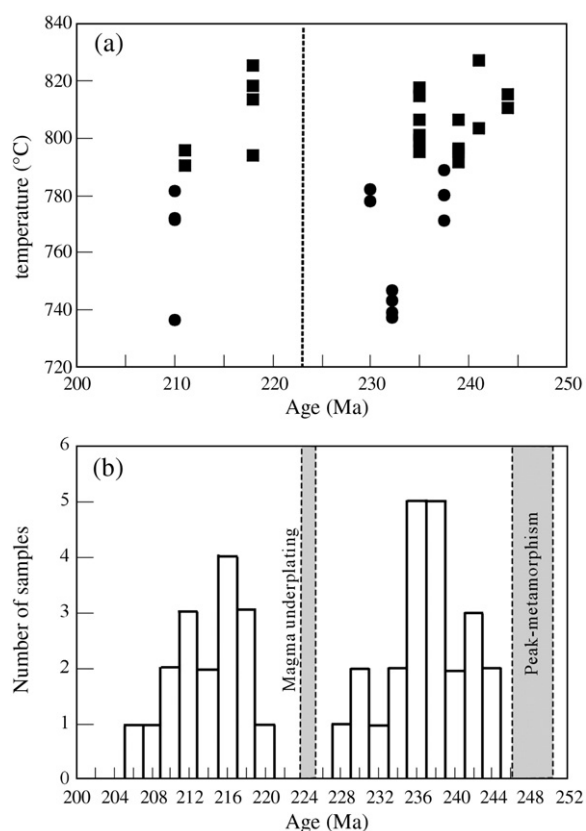 840
(a)
820
800
780
760
740
720
temperature (°C)
200
210
220
230
240
250
Age (Ma)
6
(b)
5
4
3
2
1
0
Number of samples
Magma underplating
Peak-metamorphism
200 204 208 212 216 220 224 228 232 236 240 244 248 252
Age (Ma)